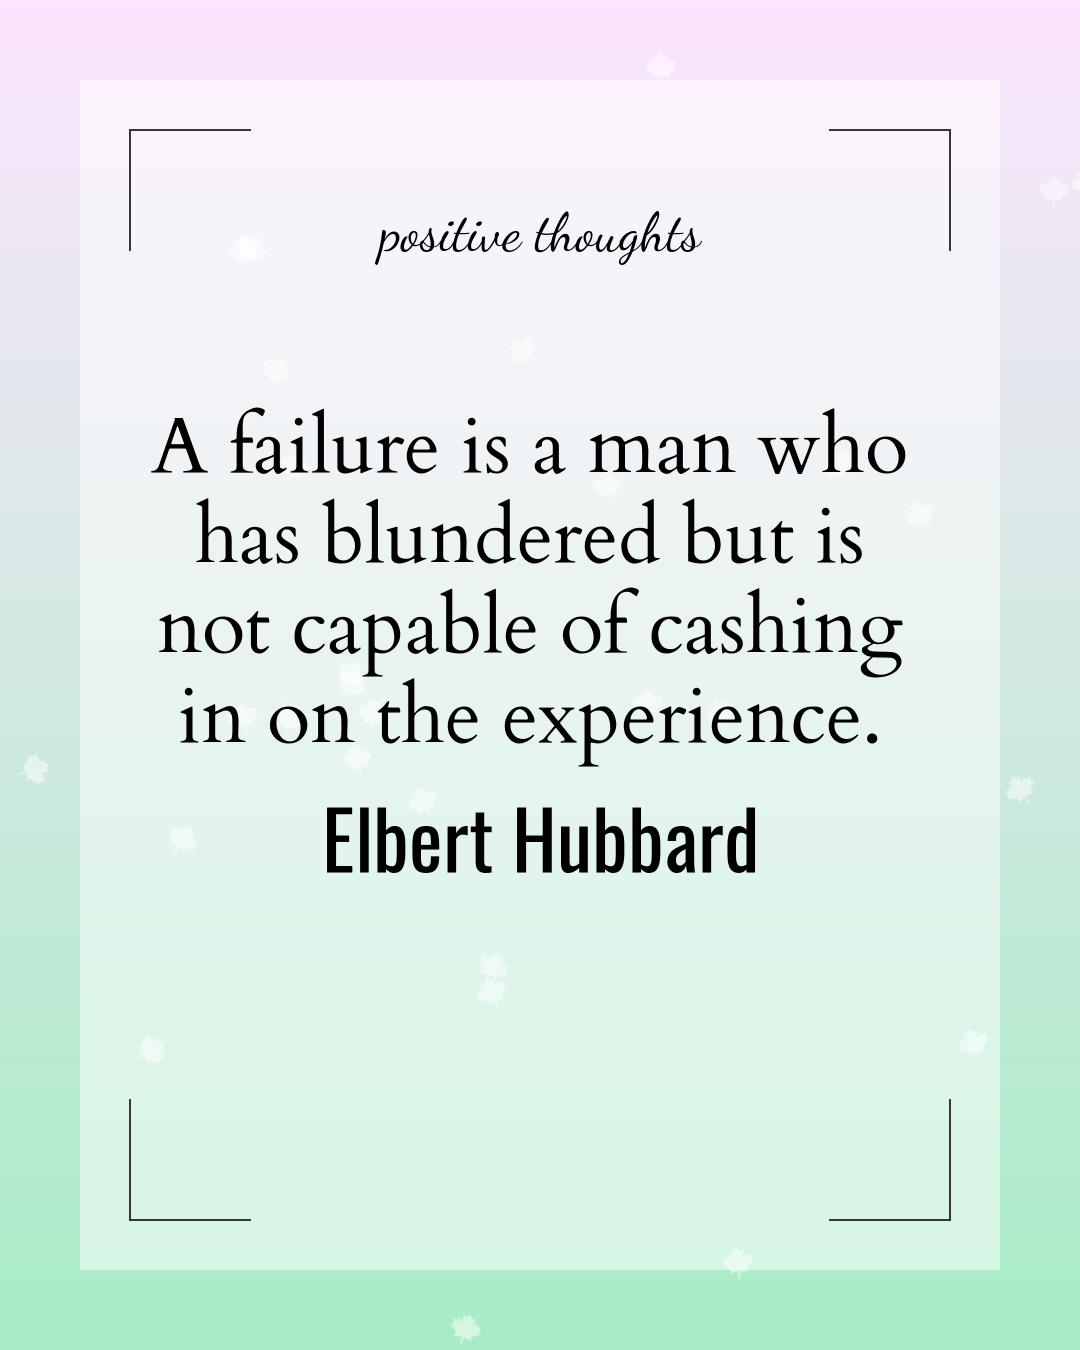 positive thoughts
A failure is a man who
has blundered but is
not capable of cashing
in on the experience.
Elbert Hubbard